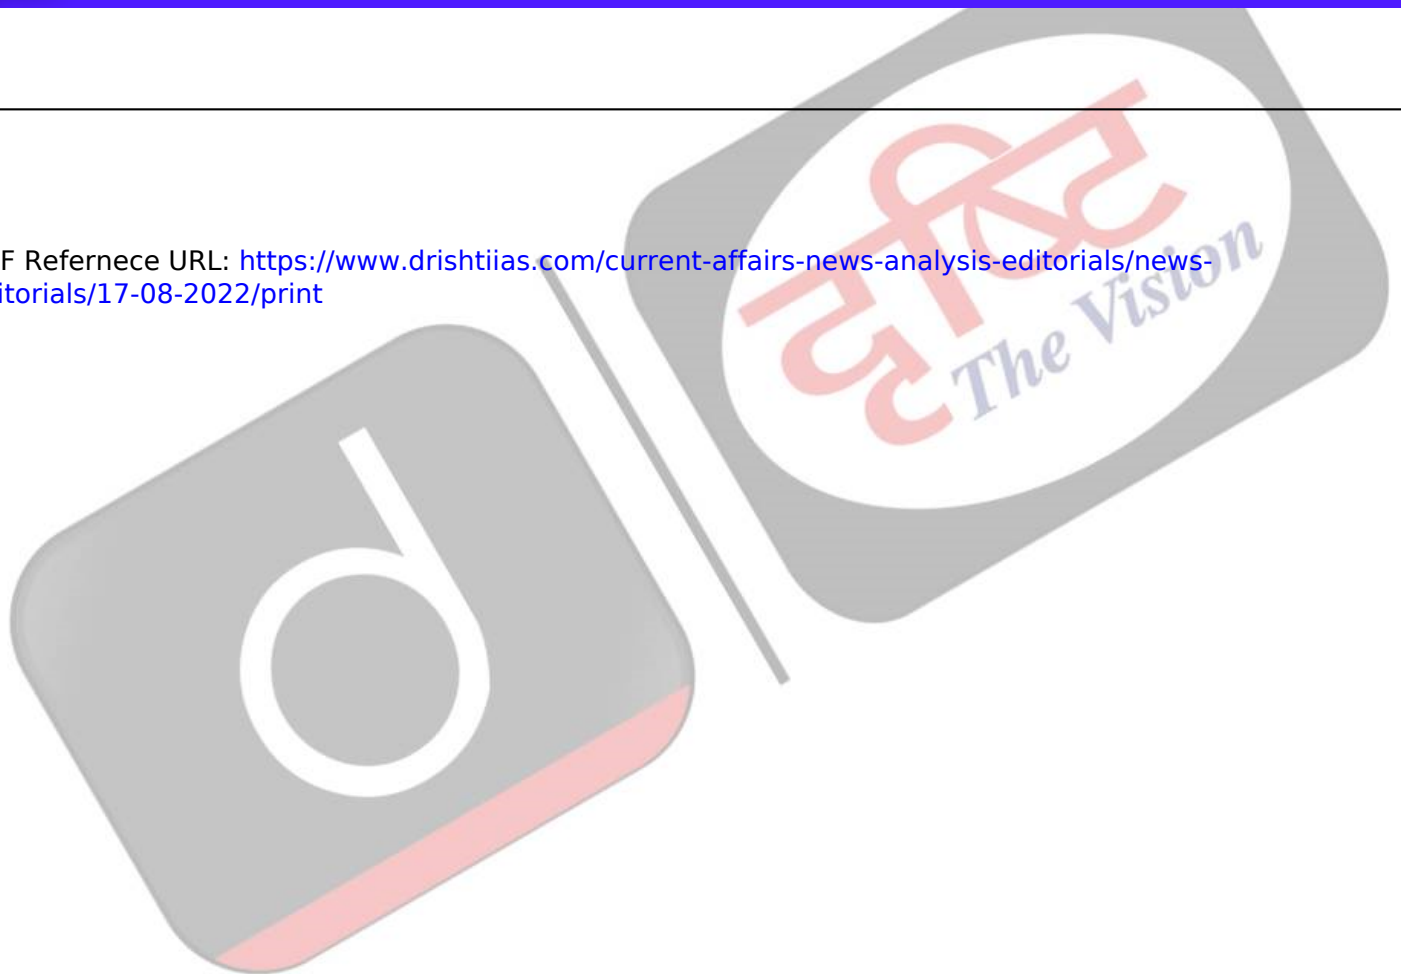 F Refernece URL: https://www.drishtiias.com/current-affairs-news-analysis-editorials/news-
itorials/17-08-2022/print
दृष्टि
The Vision
d